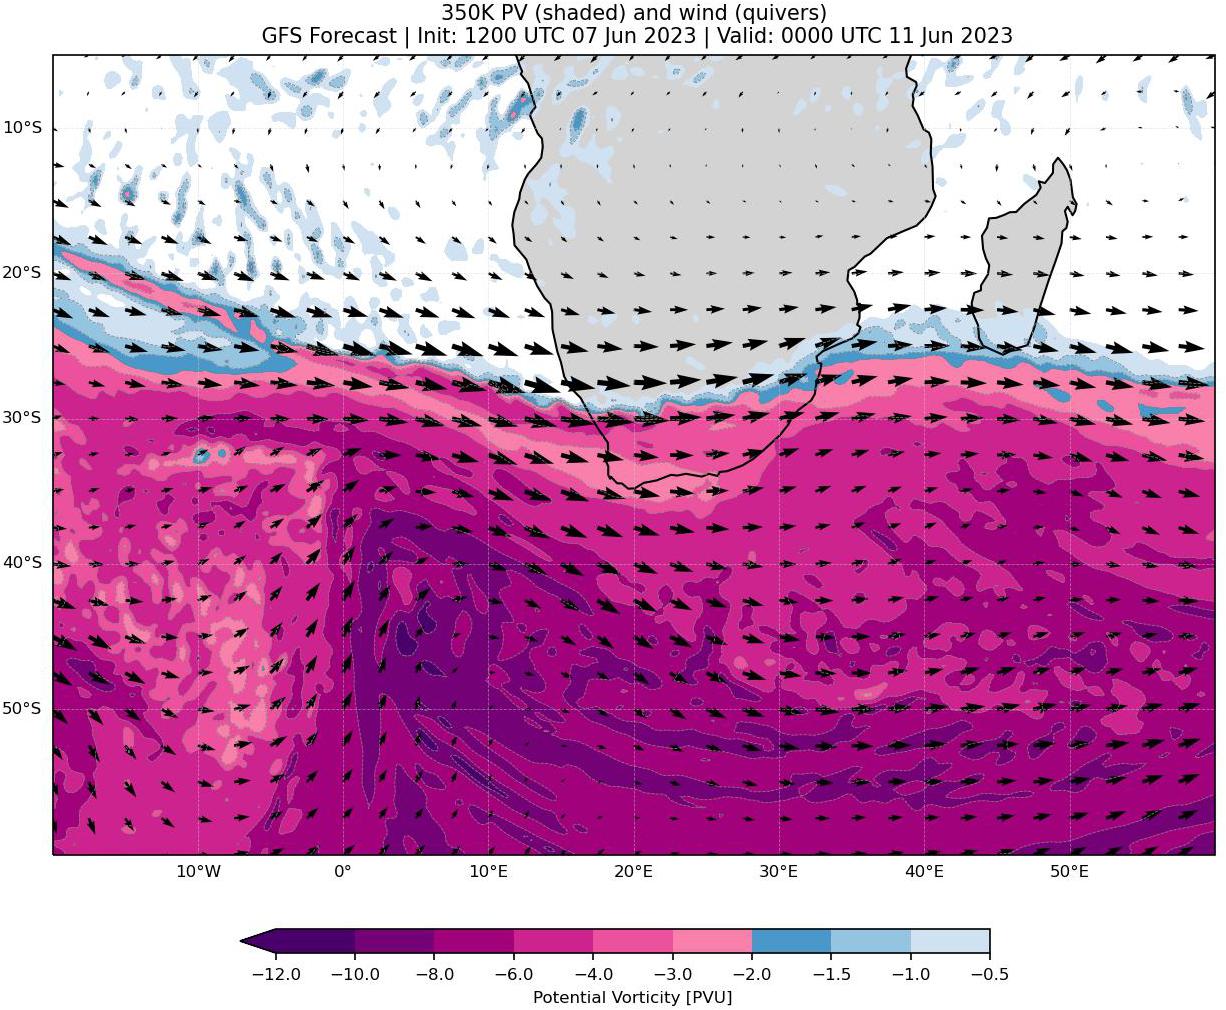 350K PV (shaded) and wind (quivers)
GFS Forecast | Init: 1200 UTC 07 Jun 2023 | Valid: 0000 UTC 11 Jun 2023
10°S
20°S
30°S
40°S
50°S
10°W 0° 10°E 20°E 30°E 40°E 50°E
−12.0 −10.0 −8.0 −6.0 −4.0 −3.0 −2.0 −1.5 −1.0 −0.5
Potential Vorticity [PVU]